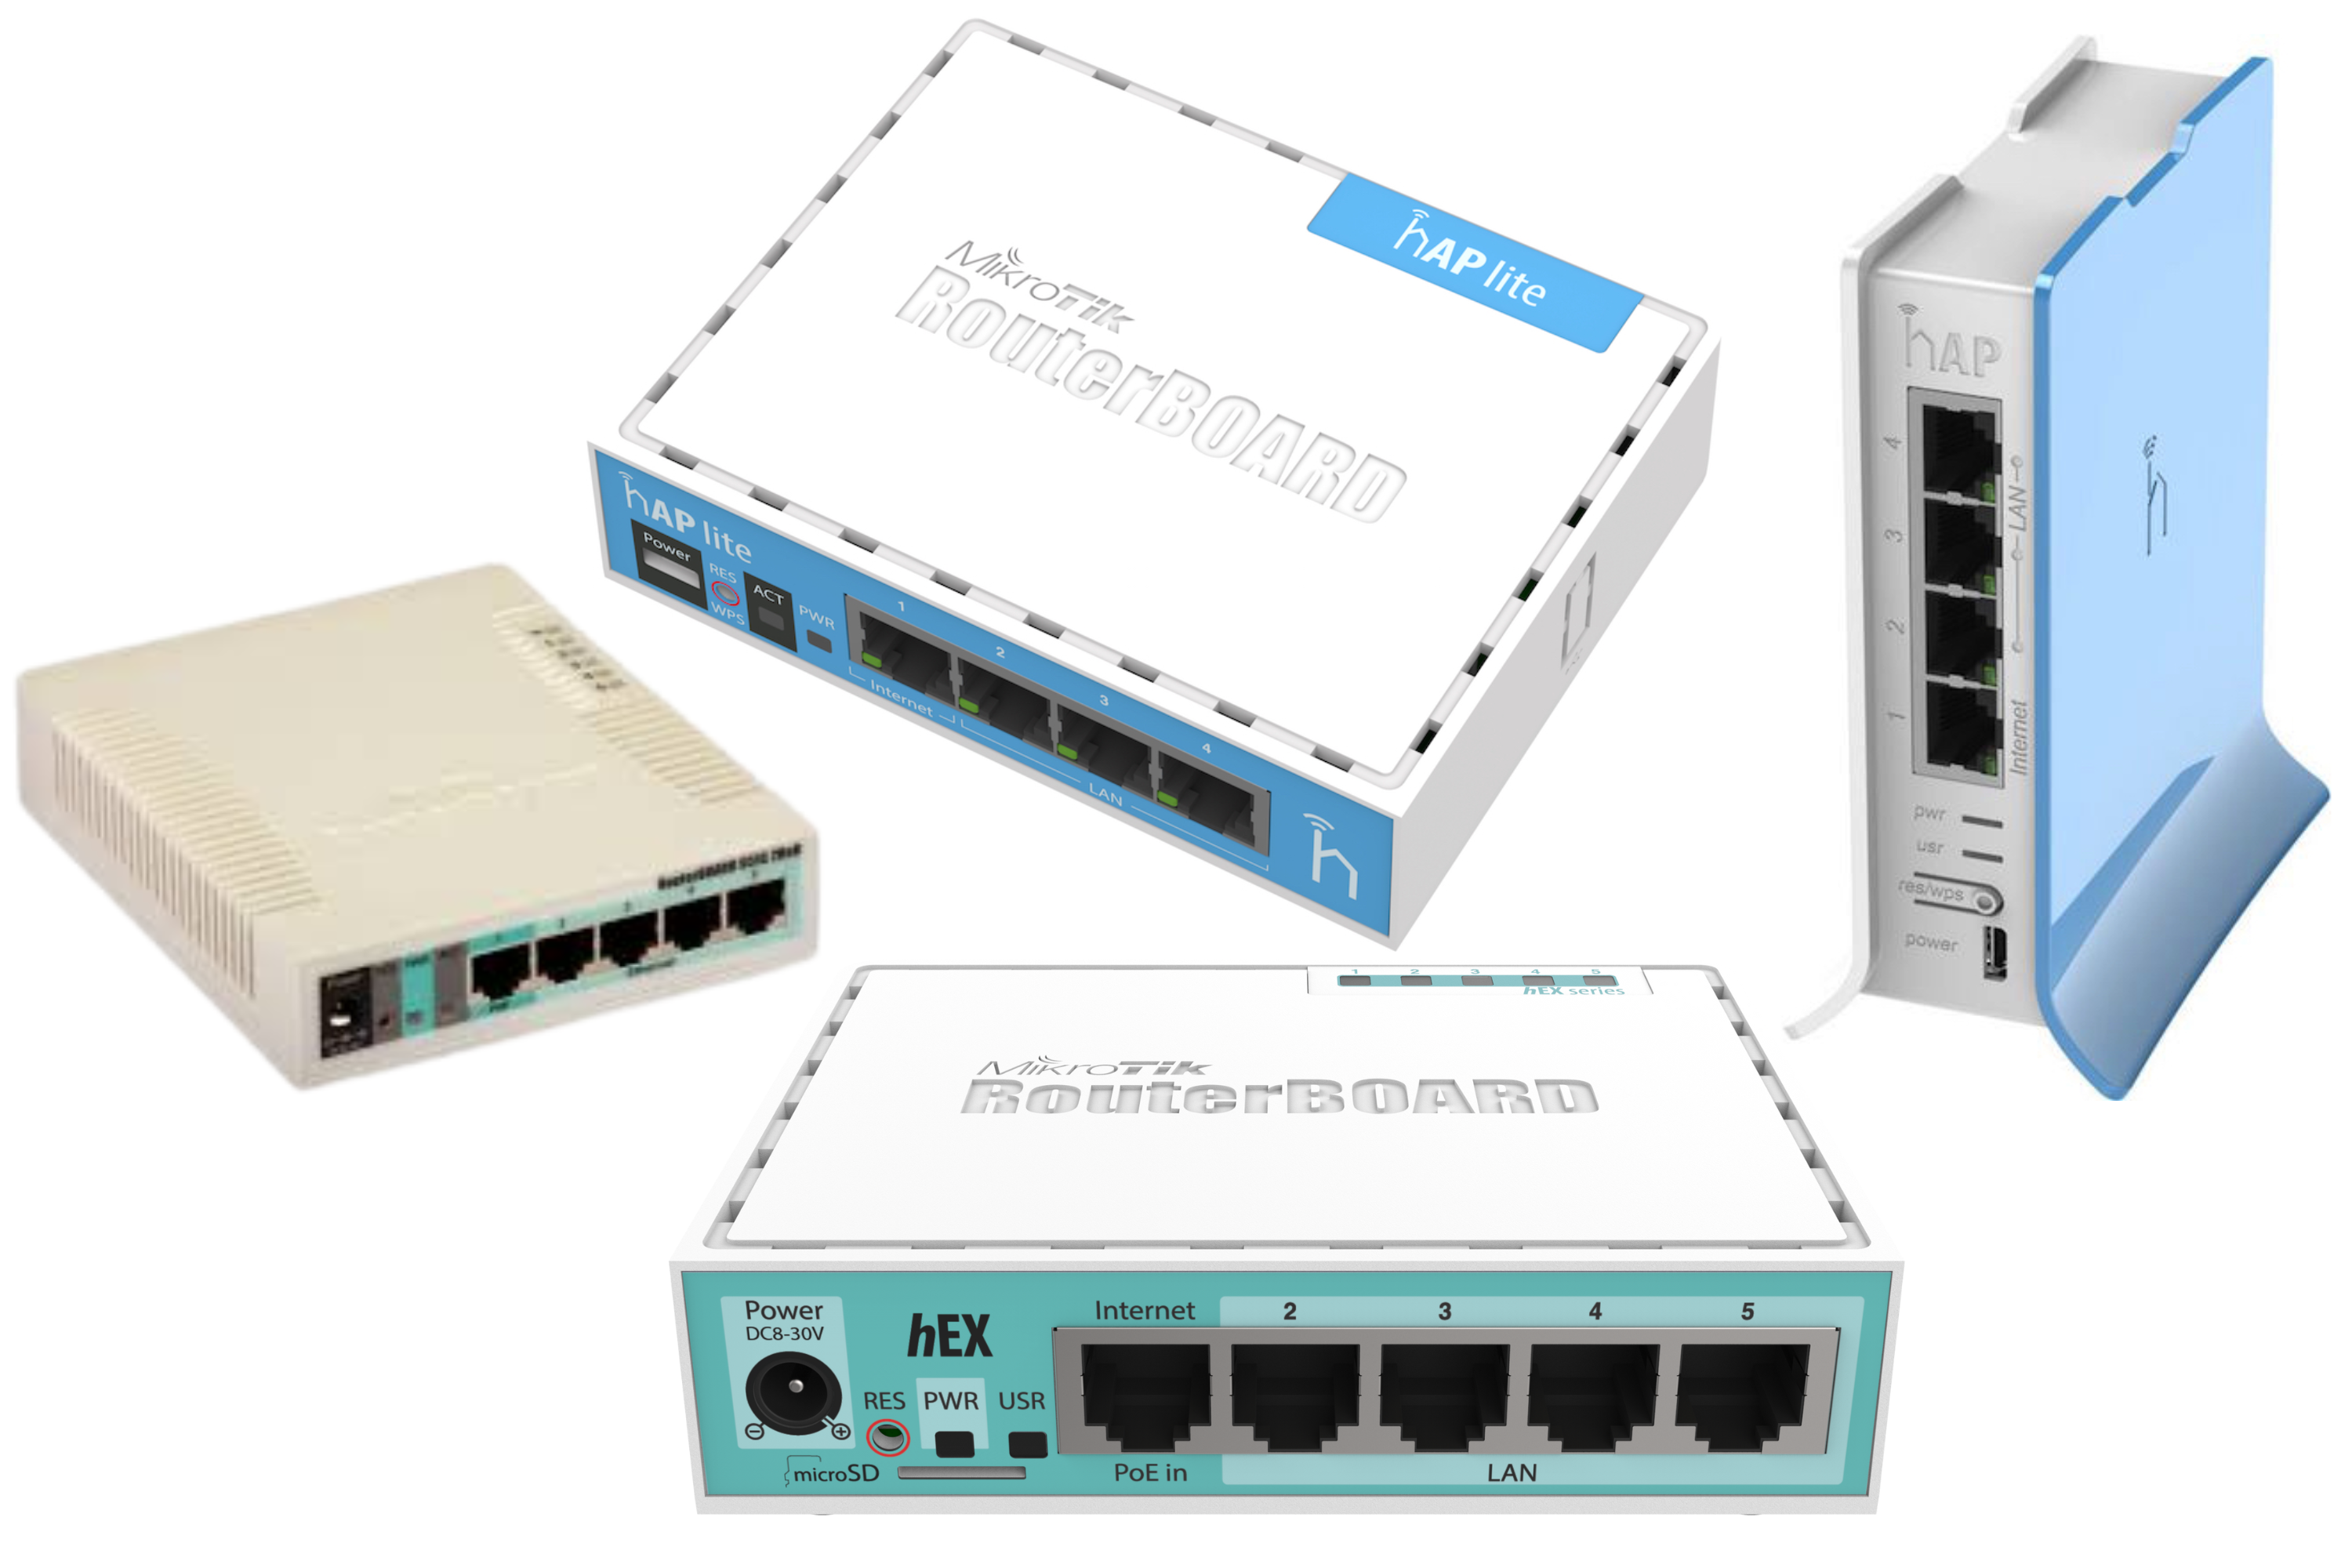 hAP lite
MikroTik
RouterBOARD
hAP lite
Power
RES
WPS
ACT
PWR
1
2
3
4
Internet
LAN
hAP
4
3
2
1
LAN
Internet
pwr
usr
res/wps
power
1 2 3 4 5
hEX series
MikroTik
RouterBOARD
Power
DC8-30V
hEX
RES PWR USR
microSD
Internet 2 3 4 5
PoE in
LAN